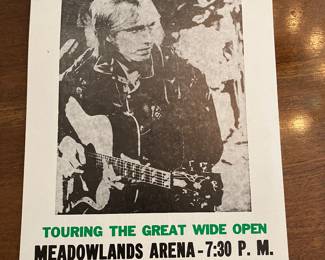 TOURING THE GREAT WIDE OPEN
MEADOWLANDS ARENA-7:30 P. M.